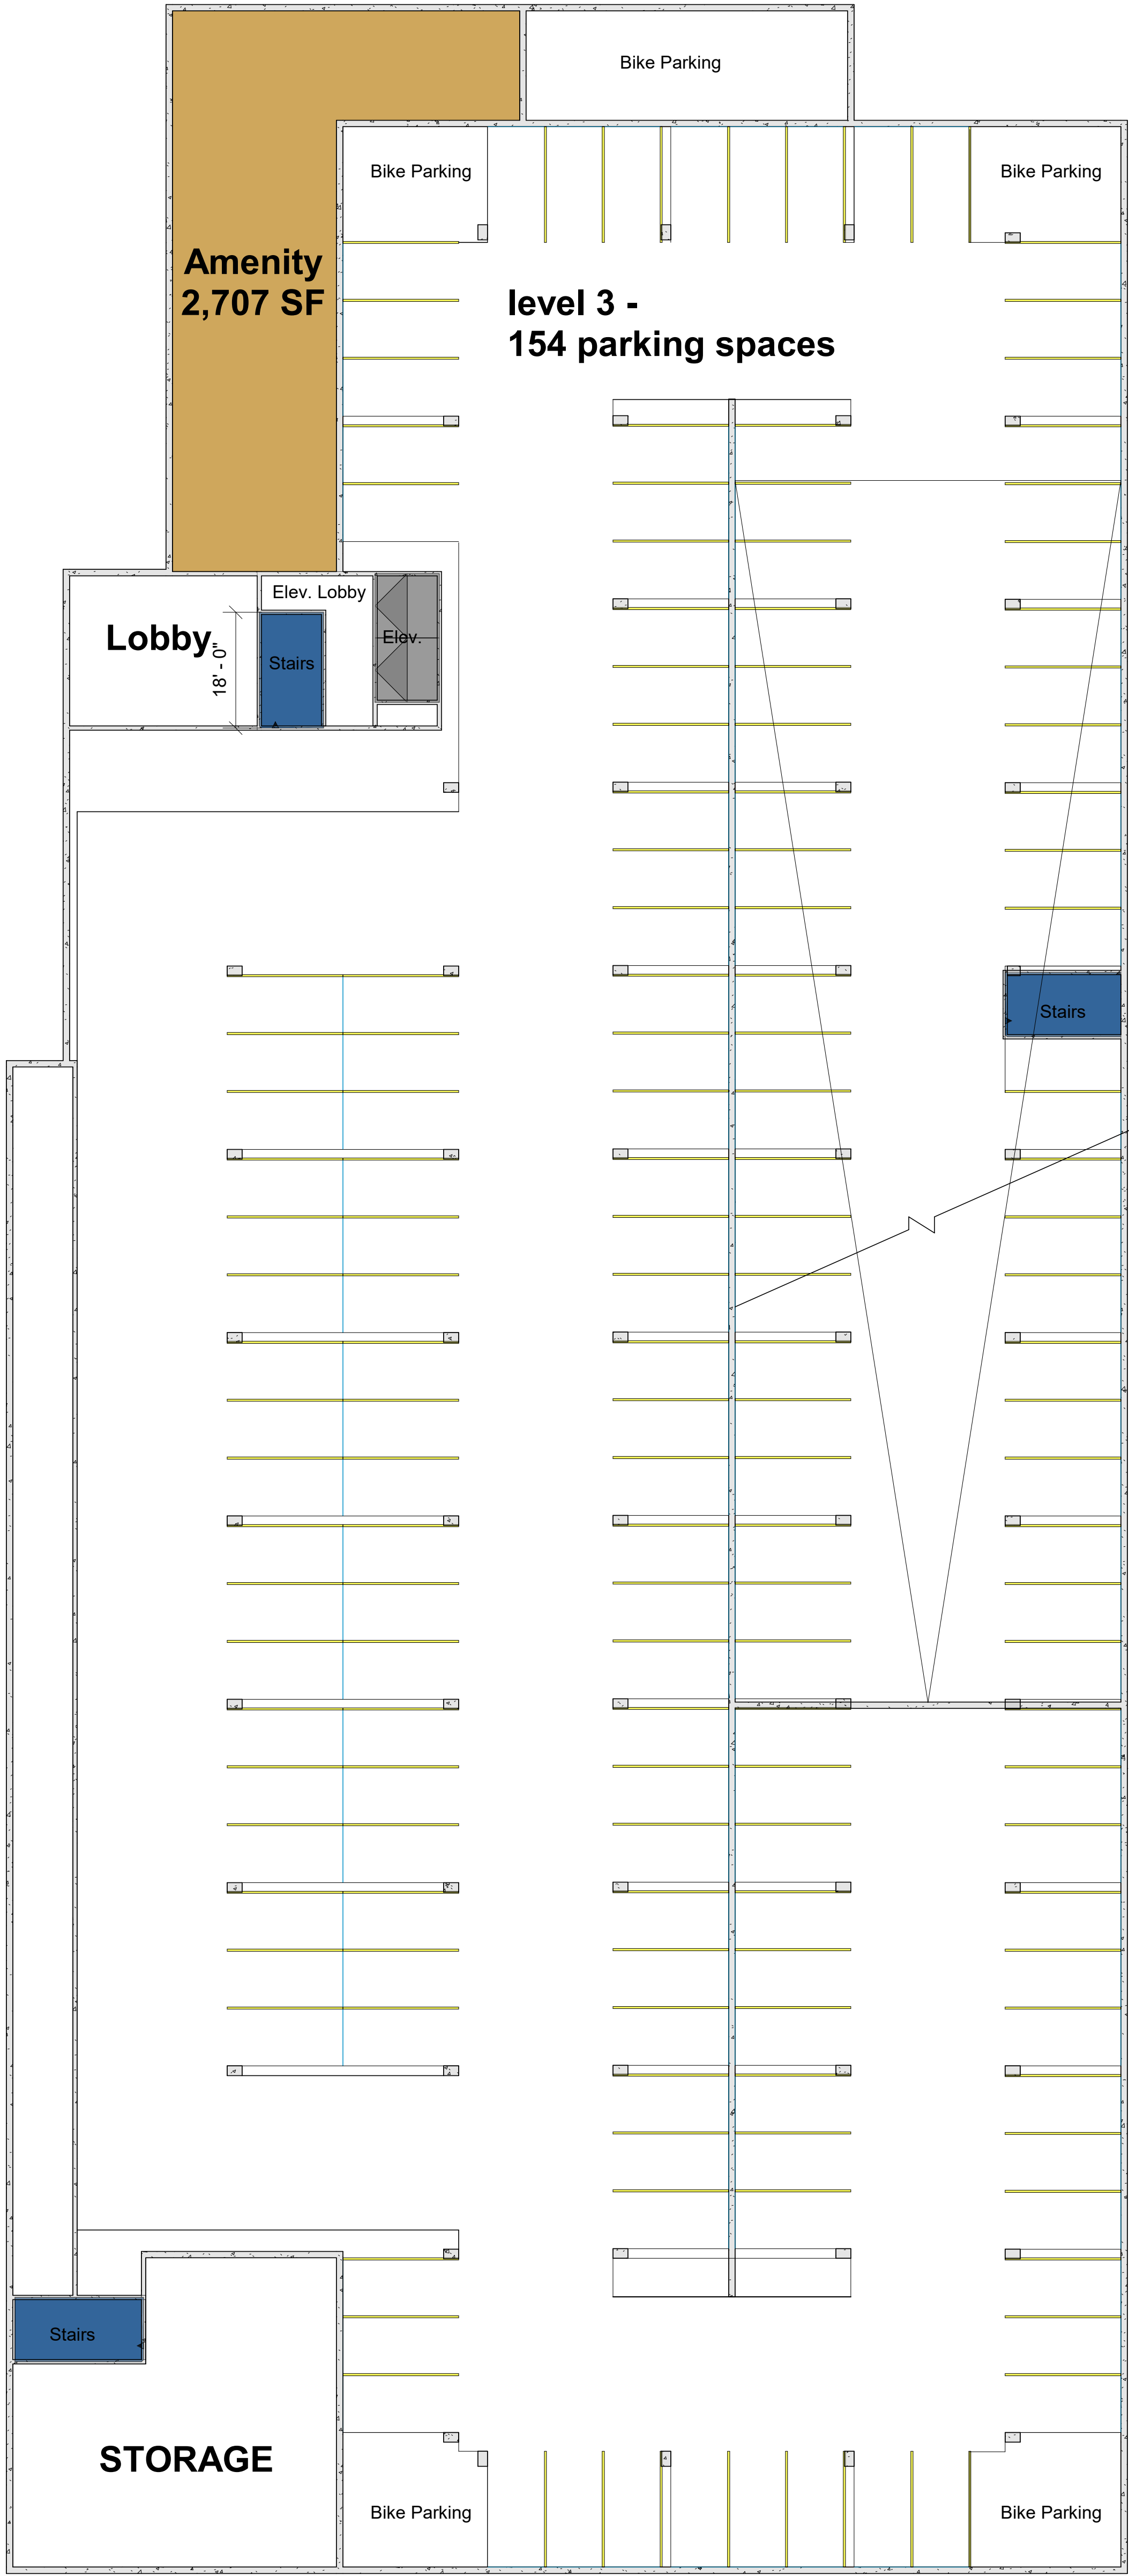 Bike Parking
Bike Parking
Bike Parking
Amenity
2,707 SF
level 3 -
154 parking spaces
Elev. Lobby
Lobby
Elev.
18' - 0"
Stairs
Stairs
Stairs
STORAGE
Bike Parking
Bike Parking